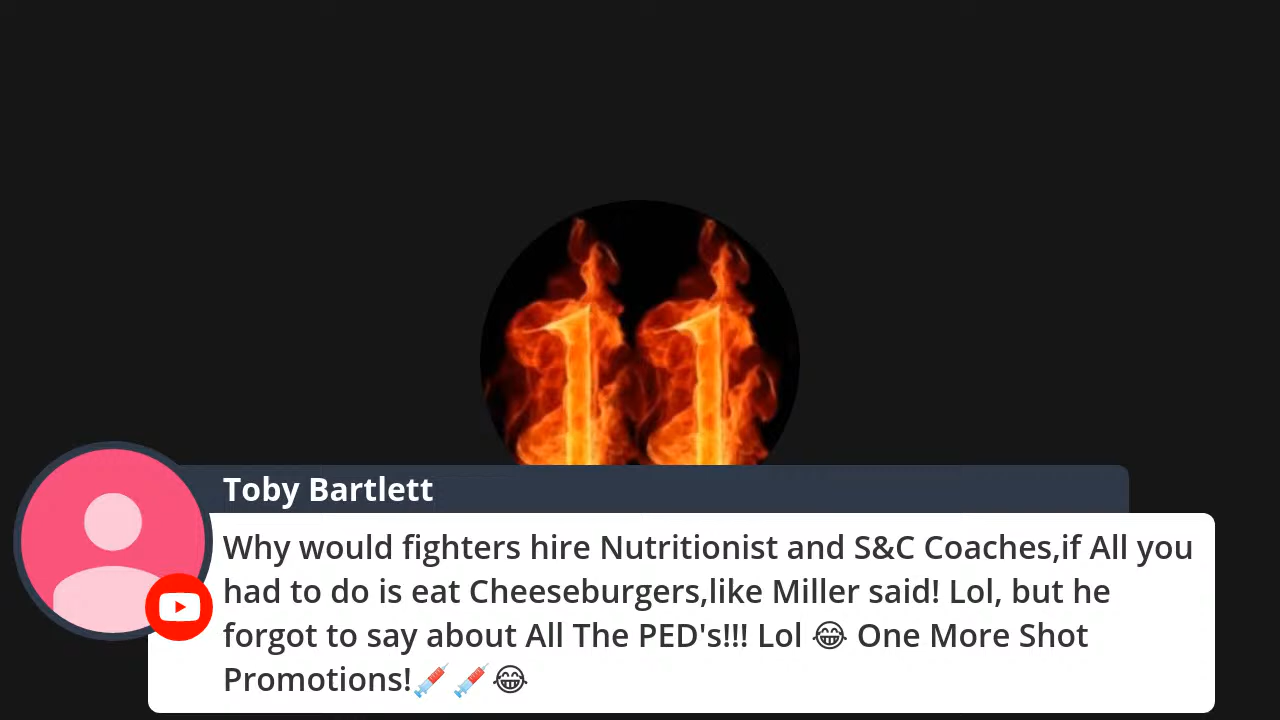 11
Toby Bartlett
Why would fighters hire Nutritionist and S&C Coaches,if All you
had to do is eat Cheeseburgers,like Miller said! Lol, but he
forgot to say about All The PED's!!! Lol 😂 One More Shot
Promotions!💉💉😂